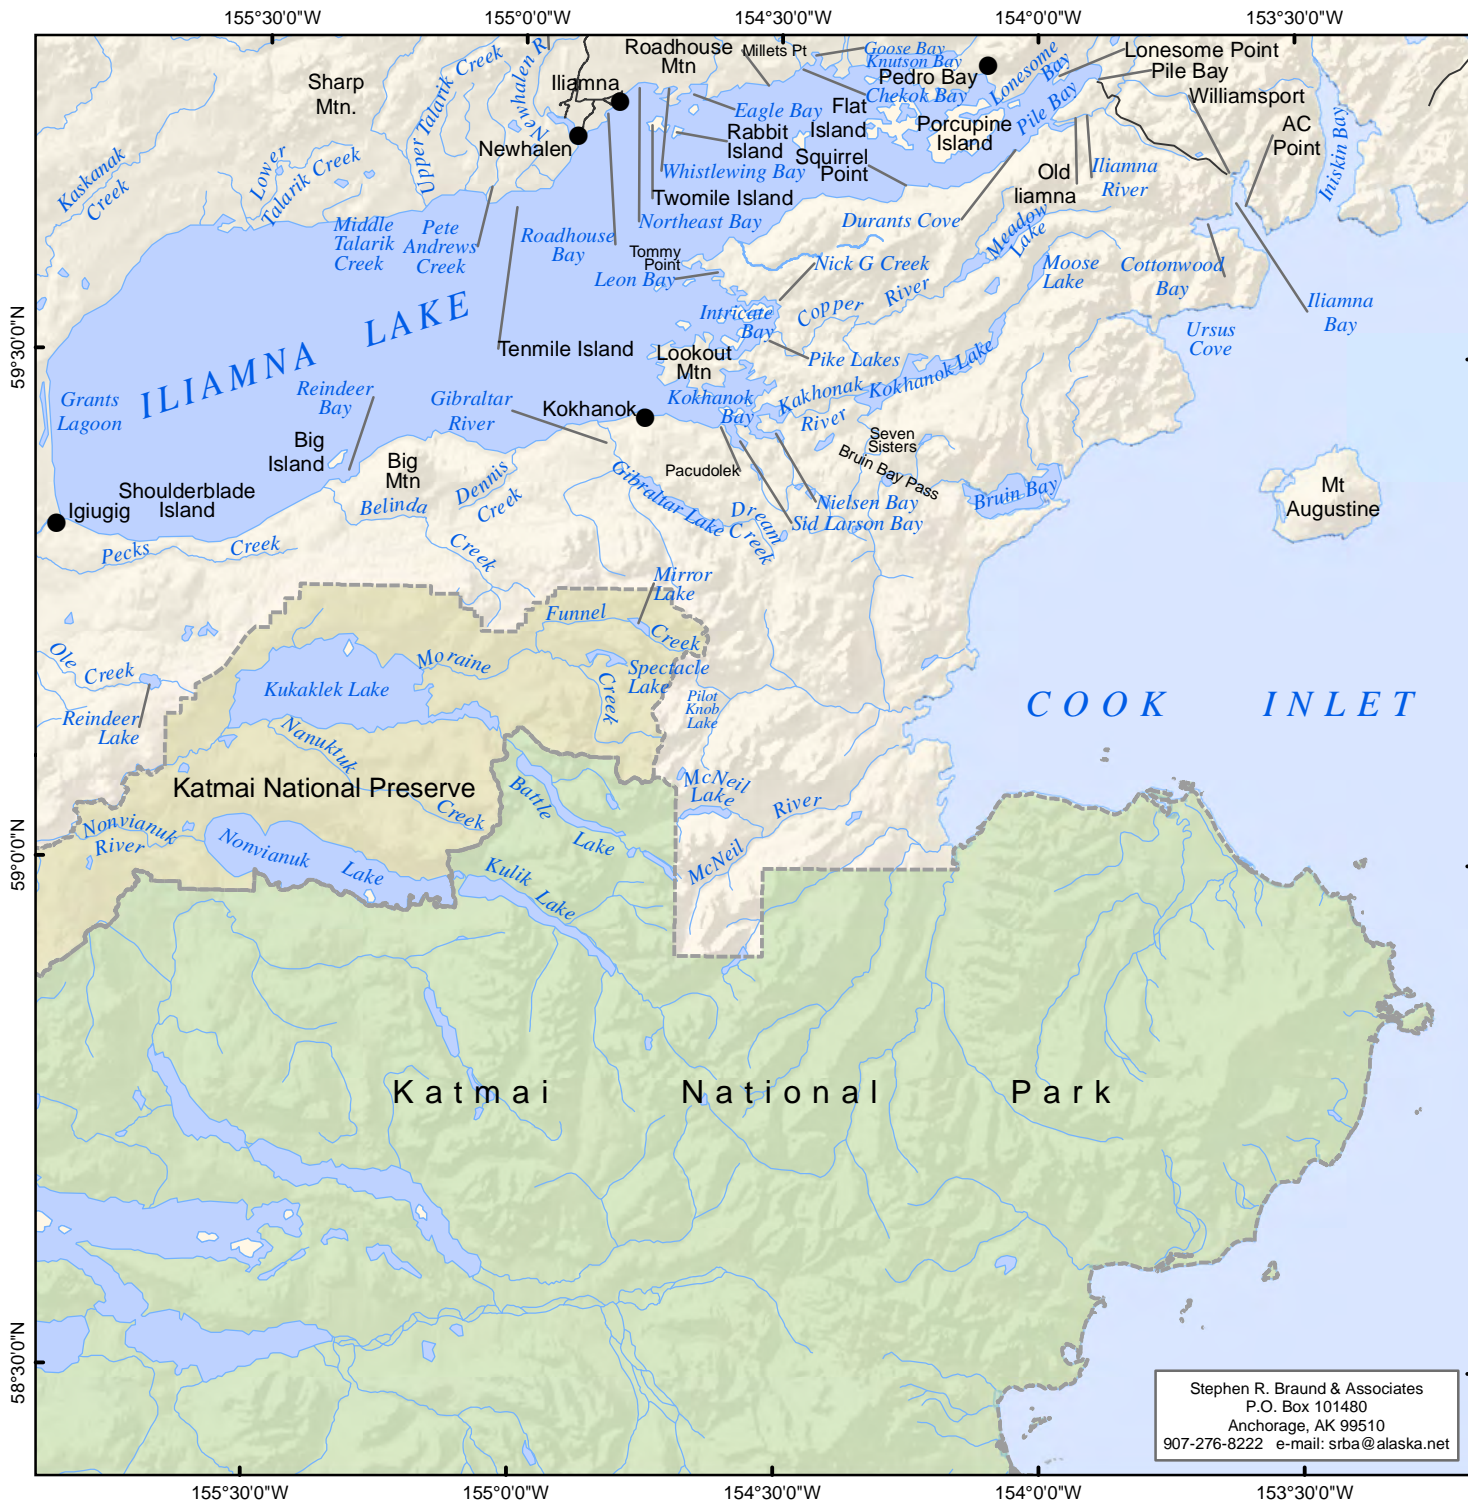 155°30'0"W
155°0'0"W
154°30'0"W
154°0'0"W
153°30'0"W
Sharp
Mtn.
Upper Talarik Creek
Newhalen R
Newhalen
Iliamna
Roadhouse
Mtn
Millets Pt
Goose Bay
Knutson Bay
Pedro Bay
Chekok Bay
Lonesome
Bay
Lonesome Point
Pile Bay
Williamsport
AC
Point
Iniskin Bay
Pile Bay
Eagle Bay
Flat
Island
Porcupine
Island
Rabbit
Island
Squirrel
Point
Whistlewing Bay
Twomile Island
Northeast Bay
Kaskanak
Creek
Lower
Talarik Creek
Middle
Talarik
Creek
Pete
Andrews
Creek
Roadhouse
Bay
Tommy
Point
Leon Bay
Durants Cove
Old
Iiamna
Iliamna
River
Meadow
Lake
Moose
Lake
Cottonwood
Bay
Iliamna
Bay
Nick G Creek
Copper River
Intricate
Bay
Ursus
Cove
ILIAMNA LAKE
Tenmile Island
Lookout
Mtn
Pike Lakes
Kokhanok Lake
Kakhonak
River
Kokhanok
Bay
Kokhanok
Gibraltar
River
Reindeer
Bay
Grants
Lagoon
Big
Island
Big
Mtn
Seven
Sisters
Bruin Bay Pass
Bruin Bay
Mt
Augustine
Pacudolek
Nielsen Bay
Sid Larson Bay
Dream
Creek
Gibraltar Lake
Dennis
Creek
Belinda
Creek
Shoulderblade
Island
Igiugig
Pecks Creek
Mirror
Lake
Funnel
Creek
Ole Creek
Reindeer
Lake
Kukaklek Lake
Moraine
Creek
Spectacle
Lake
Pilot
Knob
Lake
COOK INLET
Nanuktuk
Creek
Katmai National Preserve
Battle
Lake
McNeil
Lake
McNeil River
Nonvianuk
River
Nonvianuk Lake
Kulik
Lake
Katmai National Park
59°30'0"N
59°0'0"N
58°30'0"N
Stephen R. Braund & Associates
P.O. Box 101480
Anchorage, AK 99510
907-276-8222 e-mail: srba@alaska.net
155°30'0"W
155°0'0"W
154°30'0"W
154°0'0"W
153°30'0"W